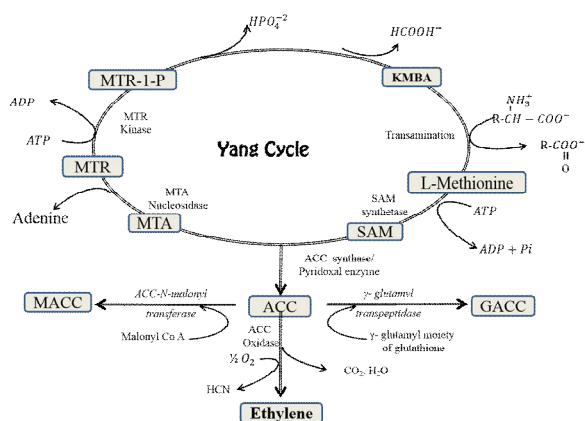 HPO₄⁻²
HCOOH⁻
MTR-1-P
KMBA
ADP
MTR
Kinase
ATP
NH₃⁺
R-CH − COO⁻
Transamination
R-COO⁻
O
Yang Cycle
MTR
L-Methionine
Adenine
MTA
Nucleosidase
MTA
SAM
synthetase
SAM
ATP
ADP + Pi
ACC synthase/
Pyridoxal enzyme
MACC
ACC-N-malonyl
transferase
Malonyl Co A
ACC
γ- glutamyl
transpeptidase
GACC
γ- glutamyl moiety
of glutathione
ACC
Oxidase
½ O₂
CO₂, H₂O
HCN
Ethylene